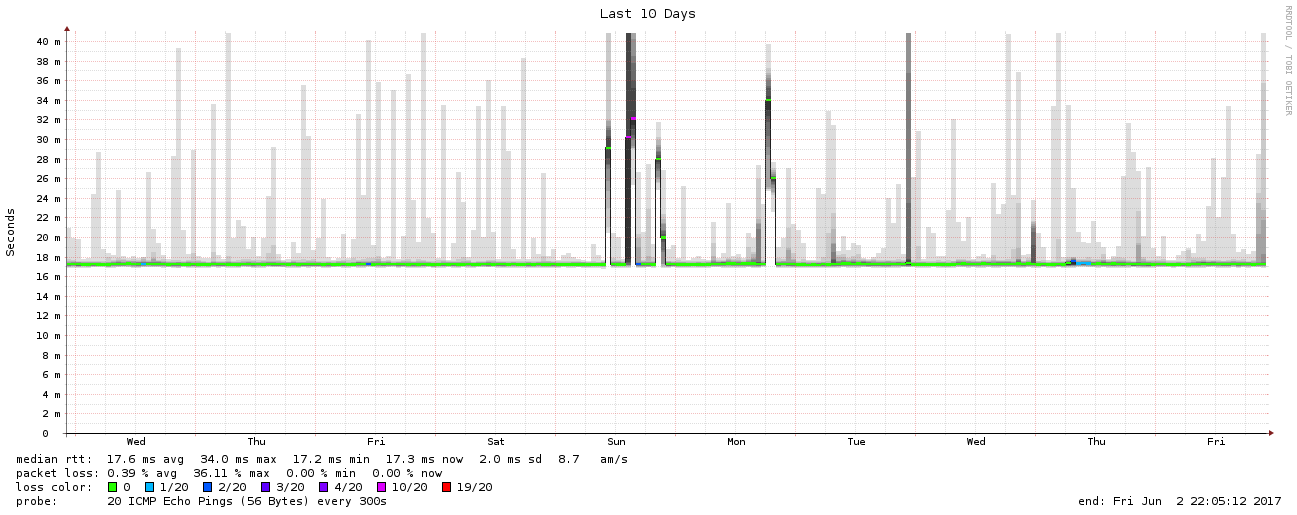 Last 10 Days
RRDTOOL / TOBI OETIKER
Seconds
40 m
38 m
36 m
34 m
32 m
30 m
28 m
26 m
24 m
22 m
20 m
18 m
16 m
14 m
12 m
10 m
8 m
6 m
4 m
2 m
0
Wed Thu Fri Sat Sun Mon Tue Wed Thu Fri
median rtt: 17.6 ms avg 34.0 ms max 17.2 ms min 17.3 ms now 2.0 ms sd 8.7 am/s
packet loss: 0.39 % avg 36.11 % max 0.00 % min 0.00 % now
loss color: 0 1/20 2/20 3/20 4/20 10/20 19/20
probe: 20 ICMP Echo Pings (56 Bytes) every 300s end: Fri Jun 2 22:05:12 2017